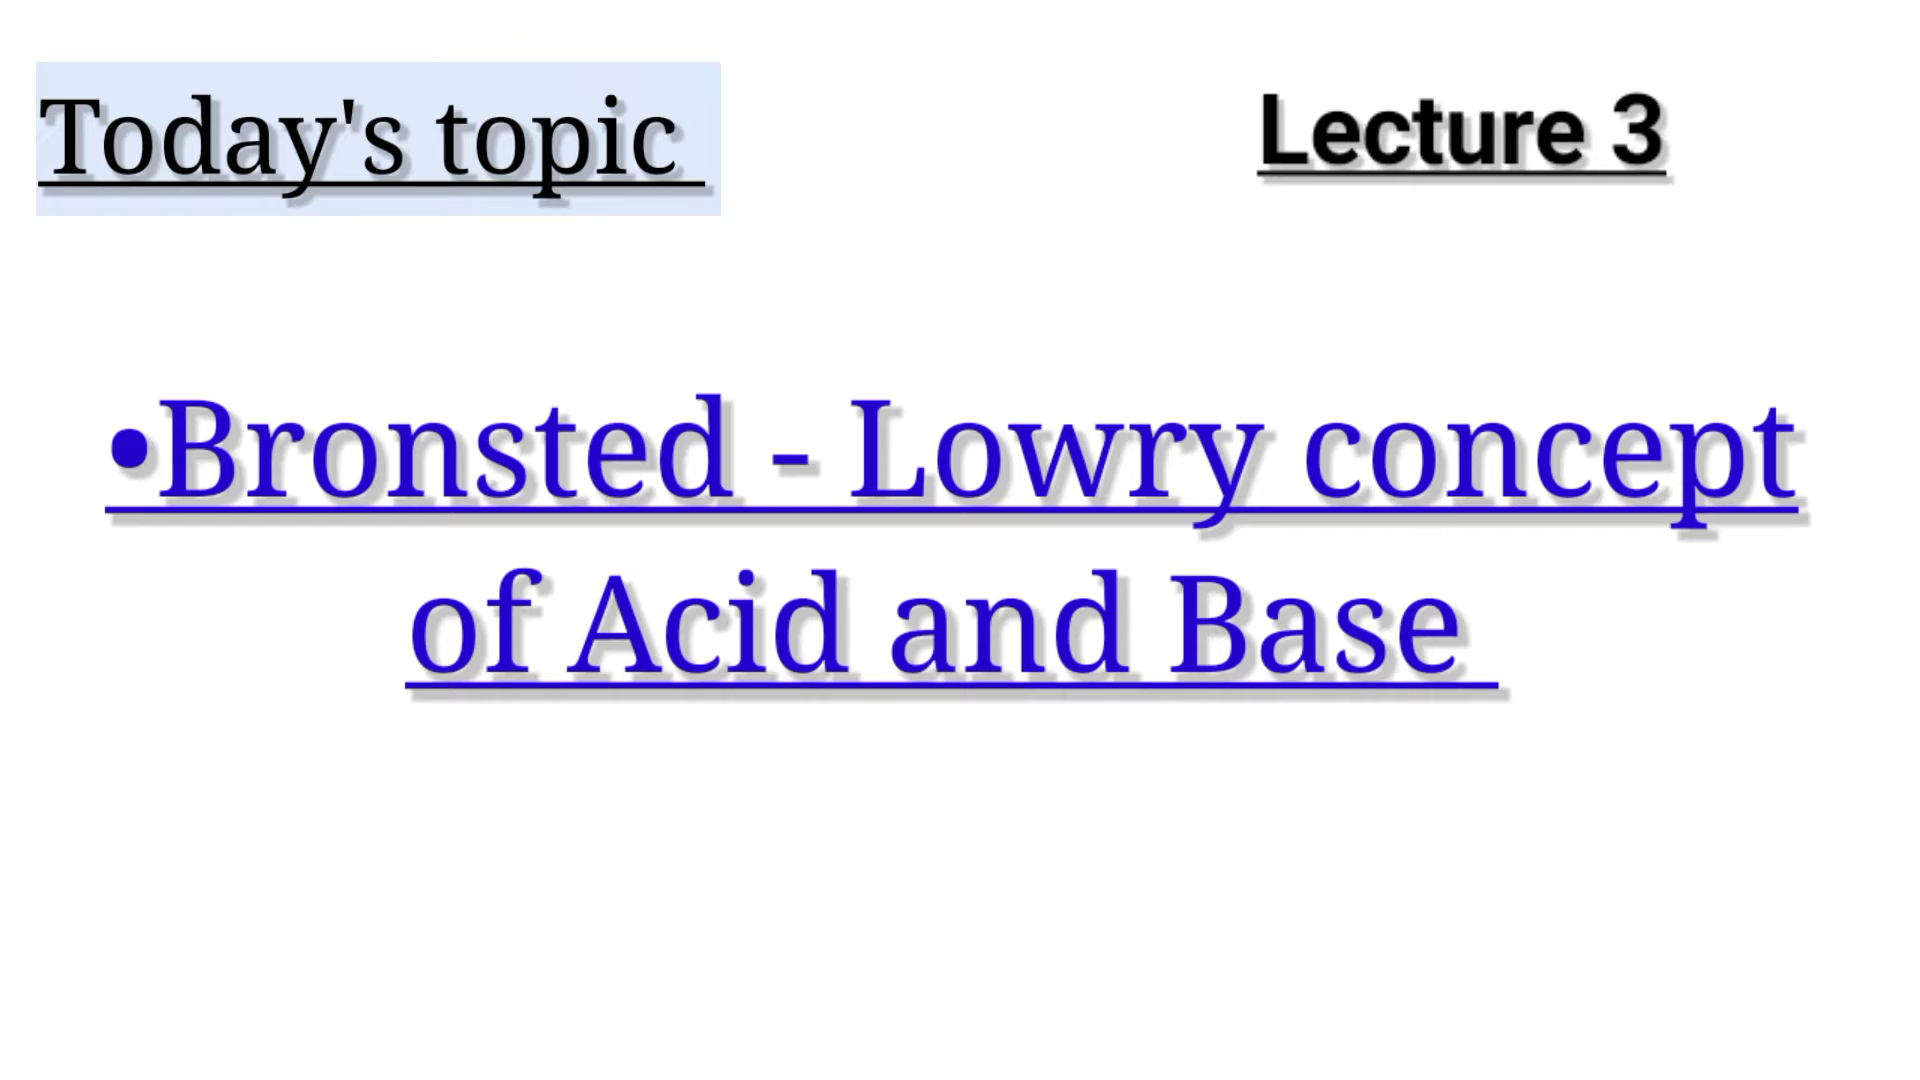 Today's topic
Lecture 3
•Bronsted - Lowry concept
of Acid and Base